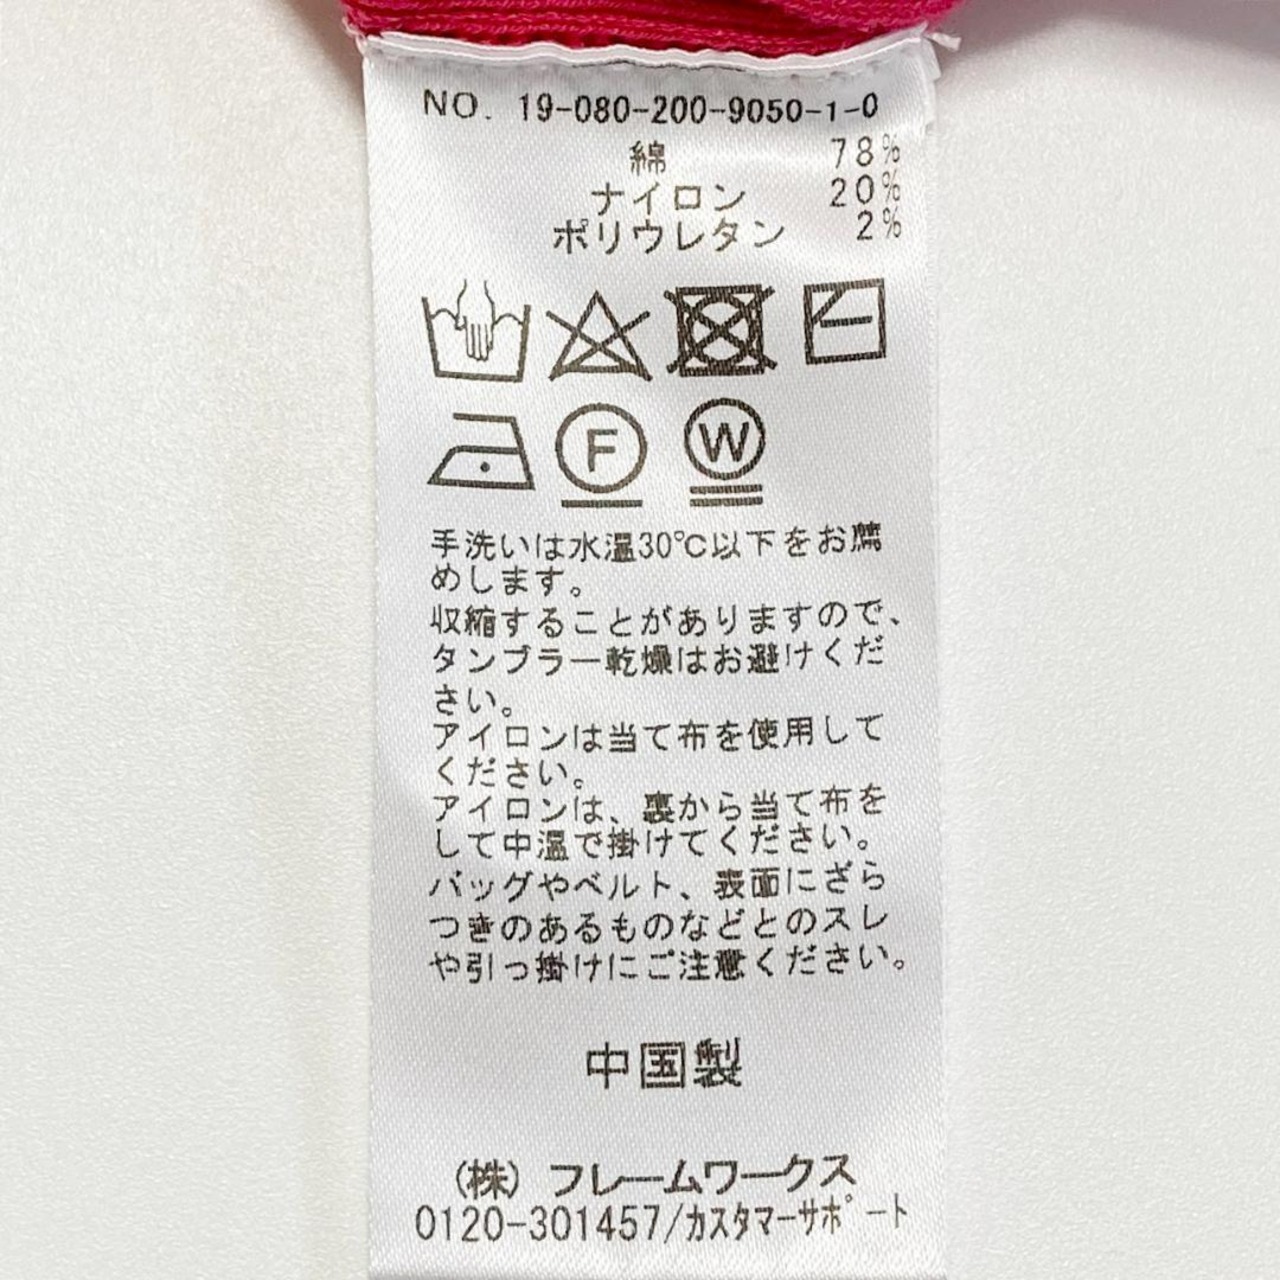 NO. 19-080-200-9050-1-0
綿 78%
ナイロン 20%
ポリウレタン 2%
F W
手洗いは水温30℃以下をお薦
めします。
収縮することがありますので、
タンブラー乾燥はお避けくだ
さい。
アイロンは当て布を使用して
ください。
アイロンは、裏から当て布を
して中温で掛けてください。
バッグやベルト、表面にざら
つきのあるものなどとのスレ
や引っ掛けにご注意ください。
中国製
(株) フレームワークス
0120-301457/カスタマーサポート